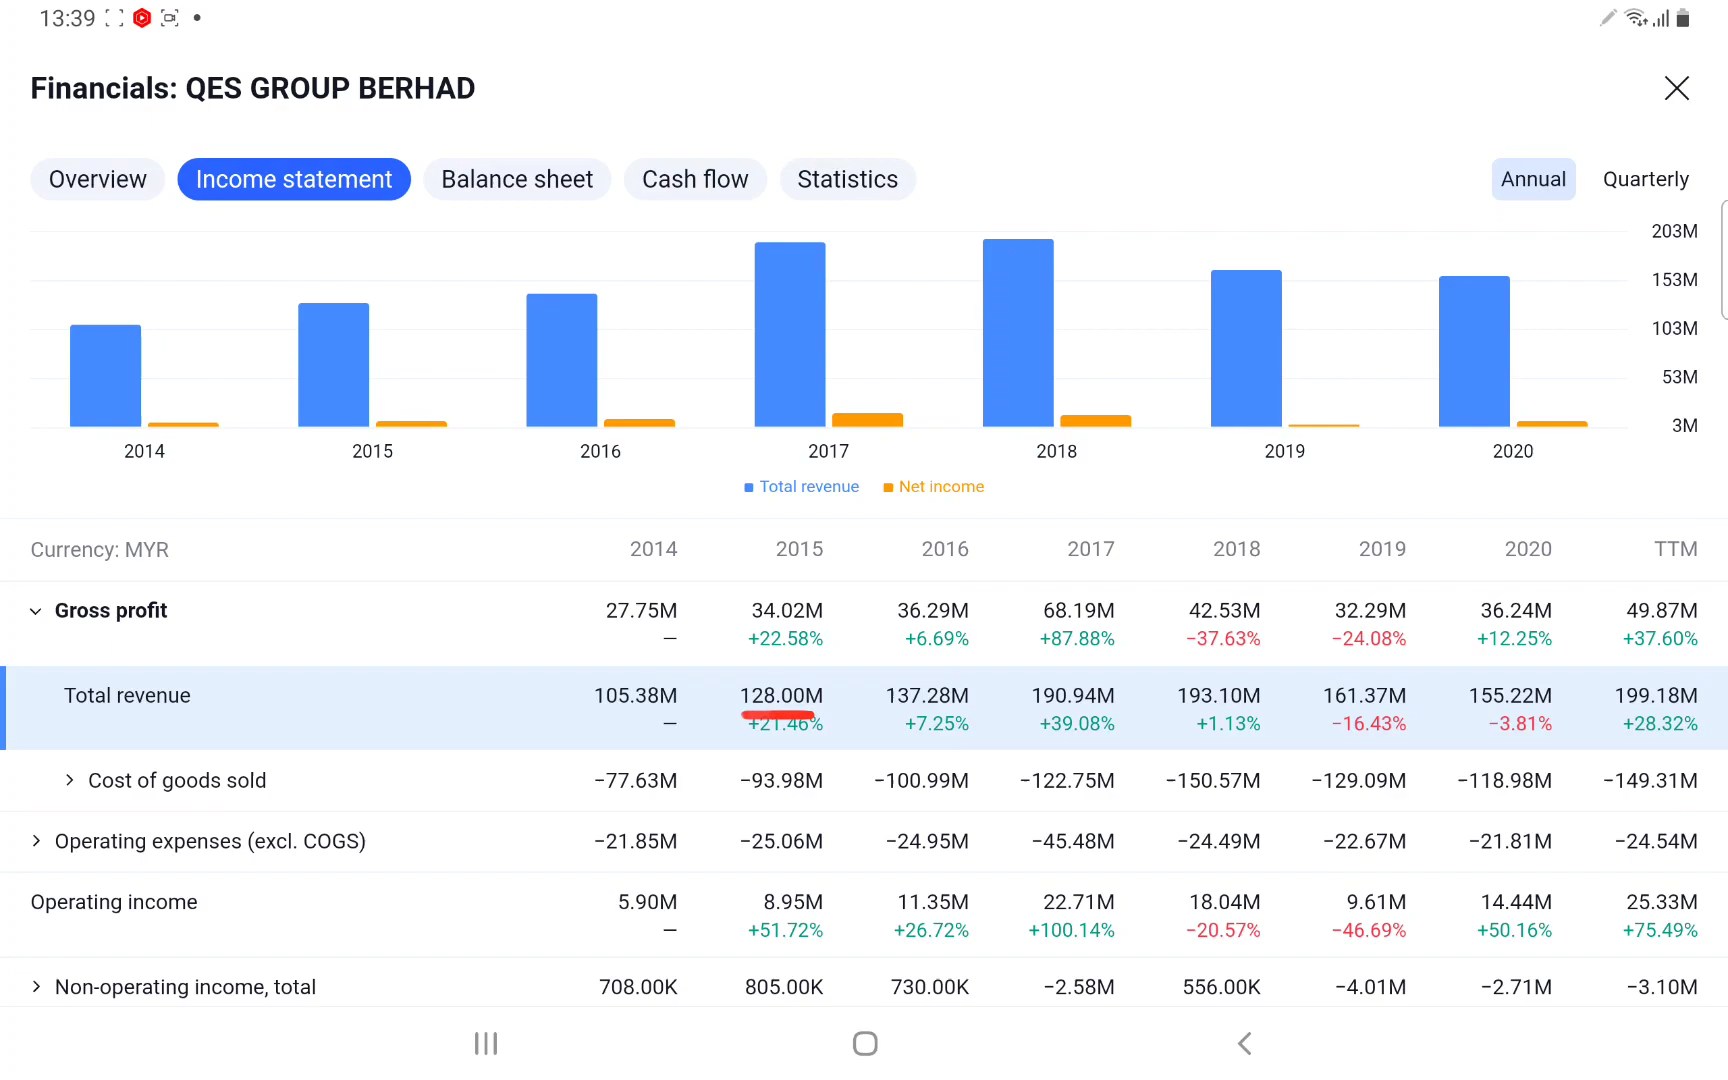 13:39
Financials: QES GROUP BERHAD
Overview Income statement Balance sheet Cash flow Statistics Annual Quarterly
203M
153M
103M
53M
3M
2014 2015 2016 2017 2018 2019 2020
Total revenue Net income
Currency: MYR 2014 2015 2016 2017 2018 2019 2020 TTM
Gross profit 27.75M 34.02M 36.29M 68.19M 42.53M 32.29M 36.24M 49.87M
— +22.58% +6.69% +87.88% −37.63% −24.08% +12.25% +37.60%
Total revenue 105.38M 128.00M 137.28M 190.94M 193.10M 161.37M 155.22M 199.18M
— +21.46% +7.25% +39.08% +1.13% −16.43% −3.81% +28.32%
Cost of goods sold −77.63M −93.98M −100.99M −122.75M −150.57M −129.09M −118.98M −149.31M
Operating expenses (excl. COGS) −21.85M −25.06M −24.95M −45.48M −24.49M −22.67M −21.81M −24.54M
Operating income 5.90M 8.95M 11.35M 22.71M 18.04M 9.61M 14.44M 25.33M
— +51.72% +26.72% +100.14% −20.57% −46.69% +50.16% +75.49%
Non-operating income, total 708.00K 805.00K 730.00K −2.58M 556.00K −4.01M −2.71M −3.10M